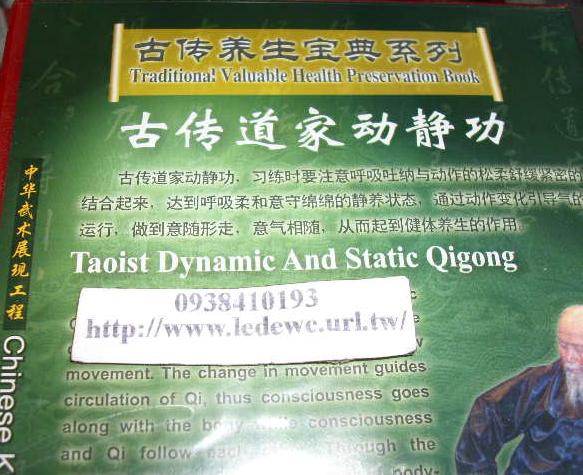 古传养生宝典系列
Traditional Valuable Health Preservation Book
古传道家动静功
古传道家动静功，习练时要注意呼吸吐纳与动作的松柔舒缓紧密的
结合起来，达到呼吸柔和意守绵绵的静养状态，通过动作变化引导气的
运行，做到意随形走，意气相随，从而起到健体养生的作用
Taoist Dynamic And Static Qigong
0938410193
http://www.ledewc.url.tw/
movement. The change in movement guides
circulation of Qi, thus consciousness goes
along with the body while consciousness
and Qi follow each Through the
of body-
中华武术展现工程
Chinese K